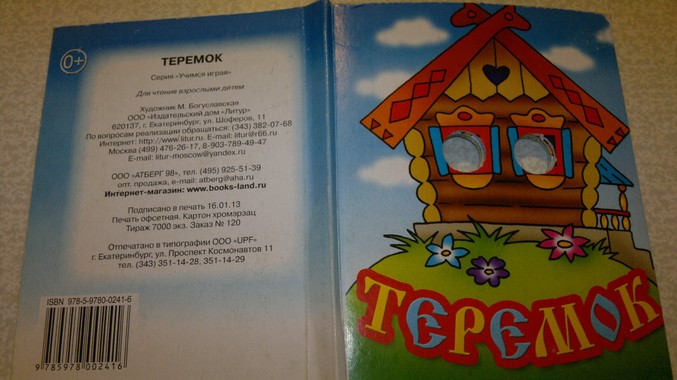 0+
ТЕРЕМОК
Серия «Учимся играя»
Для чтение взрослыми детям
Художник М. Богуславская
ООО «Издательский дом «Литур»
620137, г. Екатеринбург, ул. Шоферов, 11
По вопросам реализации обращаться: (343) 382-07-68
Интернет: http://www.litur.ru. E-mail: litur@r66.ru
Москва (499) 476-26-17, 8-903-789-49-47
E-mail: litur-moscow@yandex.ru
ООО «АТБЕРГ 98», тел. (495) 925-51-39
опт. продажа, e-mail: atberg@aha.ru
Интернет-магазин: www.books-land.ru
Подписано в печать 16.01.13
Печать офсетная. Картон хромэрзац
Тираж 7000 экз. Заказ № 120
Отпечатано в типографии ООО «UPF»
г. Екатеринбург, ул. Проспект Космонавтов 11
тел. (343) 351-14-28, 351-14-29
ISBN 978-5-9780-0241-6
9785978002416
ТЕРЕМОК